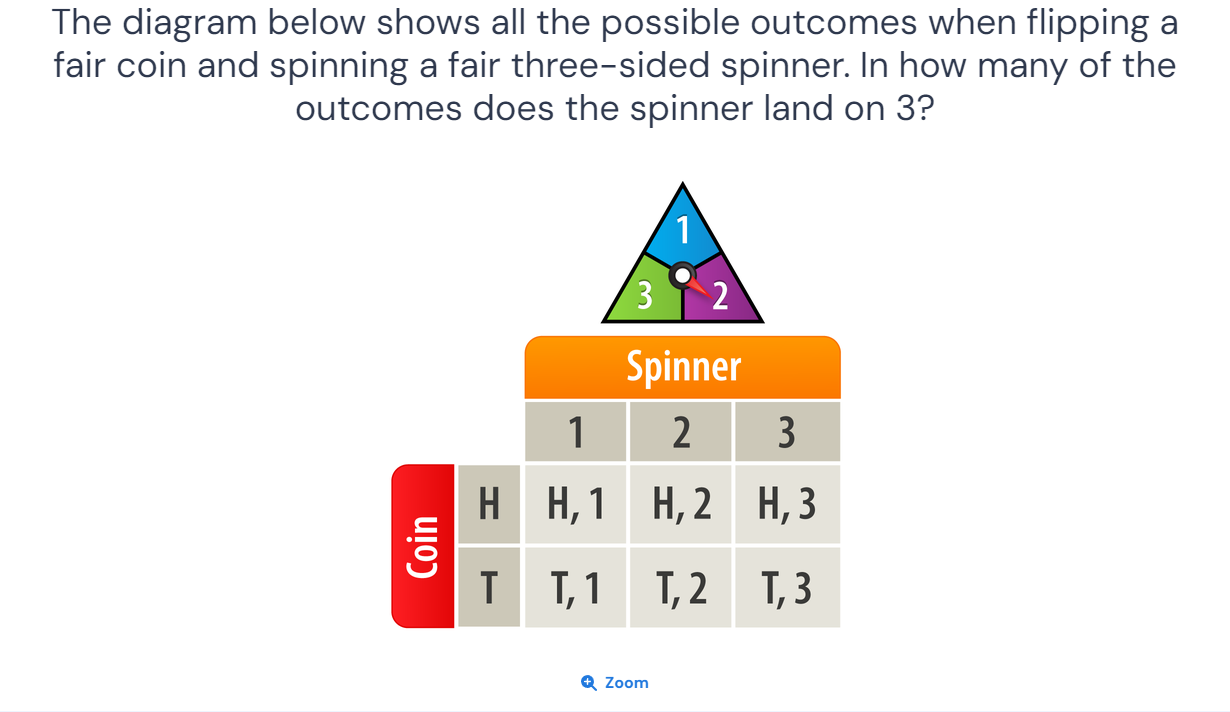 The diagram below shows all the possible outcomes when flipping a
fair coin and spinning a fair three-sided spinner. In how many of the
outcomes does the spinner land on 3?
1
3 2
Spinner
1 2 3
Coin
H H, 1 H, 2 H, 3
T T, 1 T, 2 T, 3
Zoom